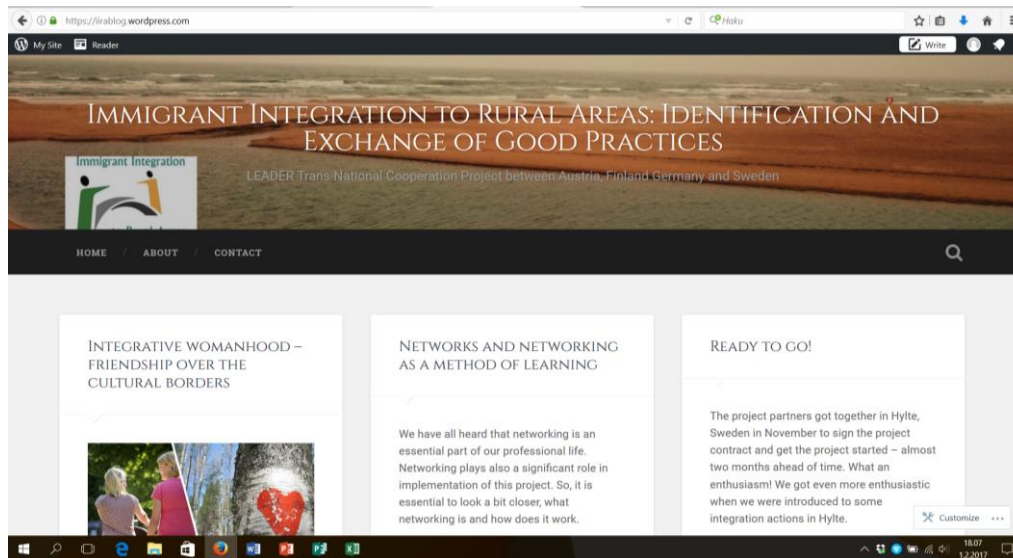 https://iirablog.wordpress.com
Haku
My Site Reader
Write
IMMIGRANT INTEGRATION TO RURAL AREAS: IDENTIFICATION AND
EXCHANGE OF GOOD PRACTICES
LEADER Trans-National Cooperation Project between Austria, Finland Germany and Sweden
Immigrant Integration
HOME / ABOUT / CONTACT
INTEGRATIVE WOMANHOOD –
FRIENDSHIP OVER THE
CULTURAL BORDERS
NETWORKS AND NETWORKING
AS A METHOD OF LEARNING
We have all heard that networking is an
essential part of our professional life.
Networking plays also a significant role in
implementation of this project. So, it is
essential to look a bit closer, what
networking is and how does it work.
READY TO GO!
The project partners got together in Hylte,
Sweden in November to sign the project
contract and get the project started – almost
two months ahead of time. What an
enthusiasm! We got even more enthusiastic
when we were introduced to some
integration actions in Hylte.
Customize
18.07
1.2.2017